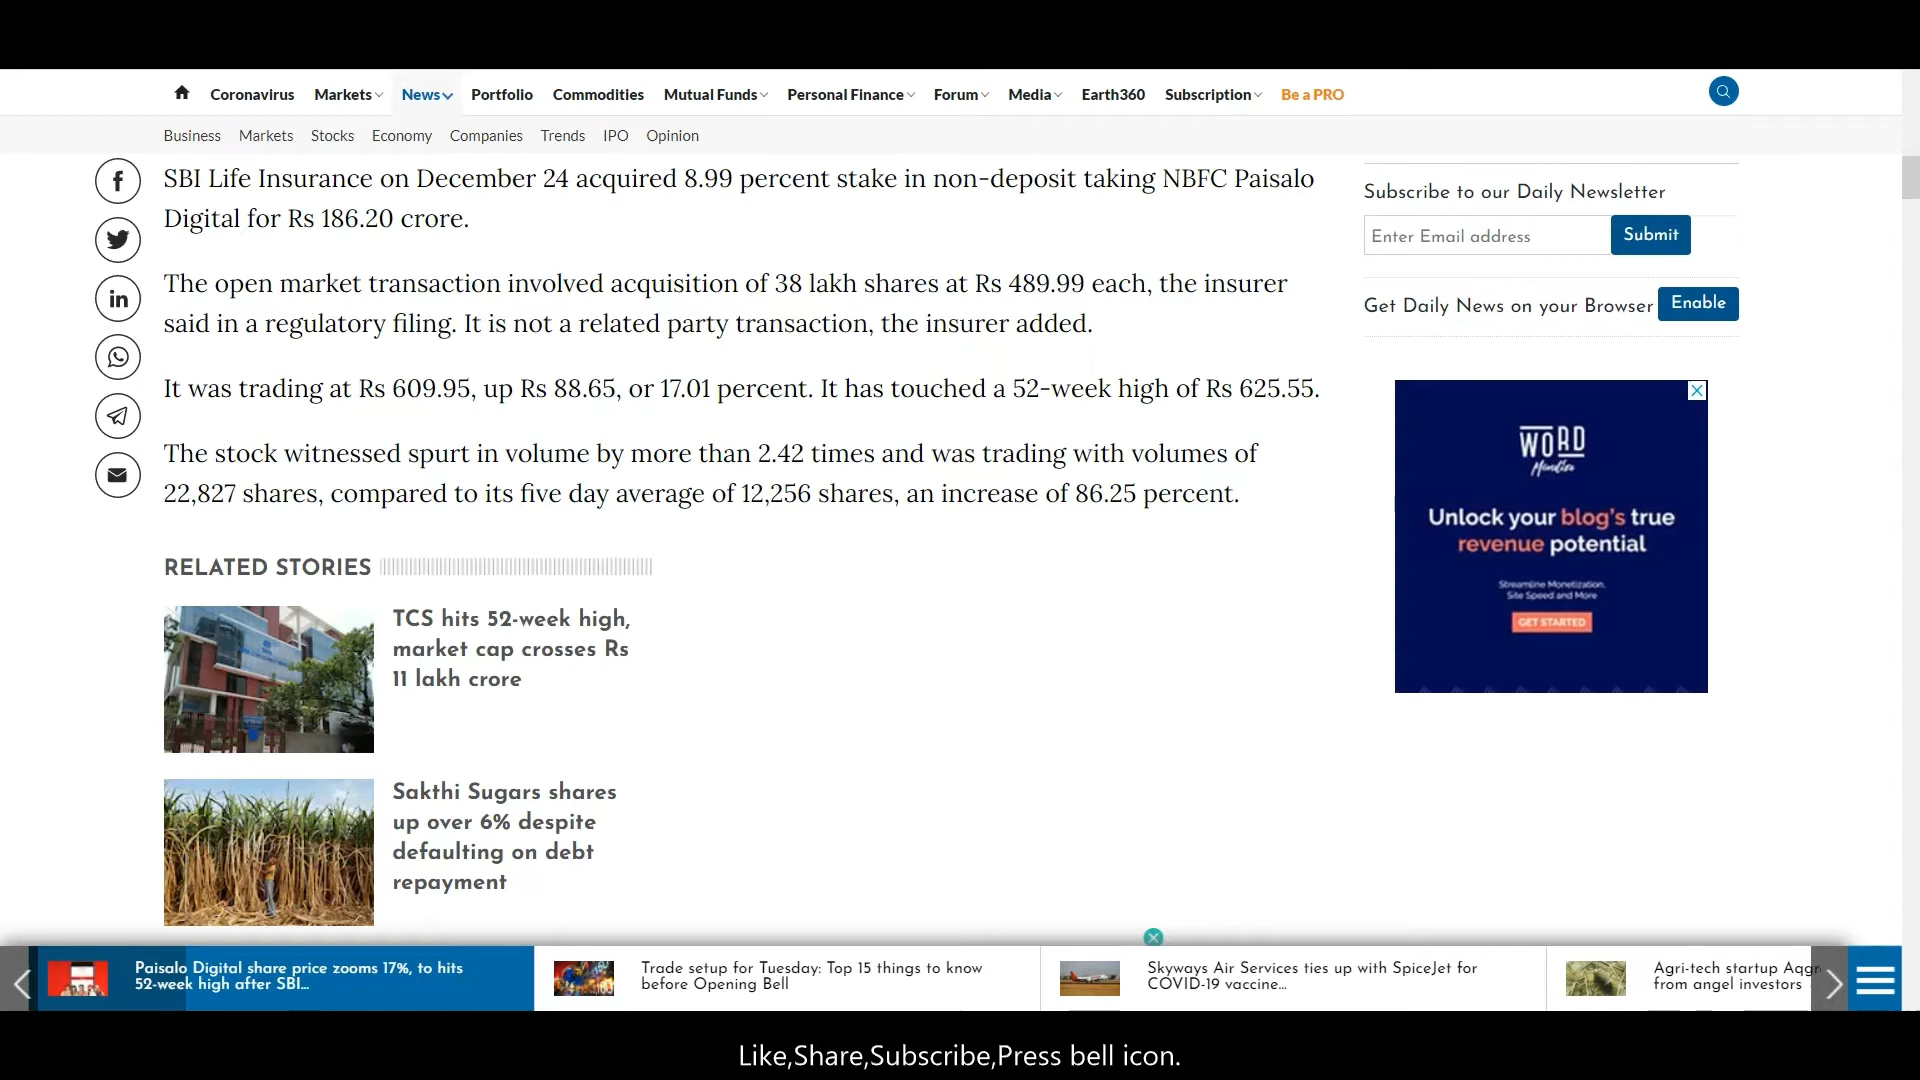 Coronavirus Markets News Portfolio Commodities Mutual Funds Personal Finance Forum Media Earth360 Subscription Be a PRO
Business Markets Stocks Economy Companies Trends IPO Opinion
SBI Life Insurance on December 24 acquired 8.99 percent stake in non-deposit taking NBFC Paisalo
Digital for Rs 186.20 crore.
The open market transaction involved acquisition of 38 lakh shares at Rs 489.99 each, the insurer
said in a regulatory filing. It is not a related party transaction, the insurer added.
It was trading at Rs 609.95, up Rs 88.65, or 17.01 percent. It has touched a 52-week high of Rs 625.55.
The stock witnessed spurt in volume by more than 2.42 times and was trading with volumes of
22,827 shares, compared to its five day average of 12,256 shares, an increase of 86.25 percent.
RELATED STORIES
TCS hits 52-week high,
market cap crosses Rs
11 lakh crore
Sakthi Sugars shares
up over 6% despite
defaulting on debt
repayment
Subscribe to our Daily Newsletter
Enter Email address Submit
Get Daily News on your Browser Enable
WORD
Unlock your blog's true
revenue potential
Streamline Monetization,
Site Speed and More
GET STARTED
Paisalo Digital share price zooms 17%, to hits
52-week high after SBI...
Trade setup for Tuesday: Top 15 things to know
before Opening Bell
Skyways Air Services ties up with SpiceJet for
COVID-19 vaccine...
Agri-tech startup
from angel investors
Like,Share,Subscribe,Press bell icon.